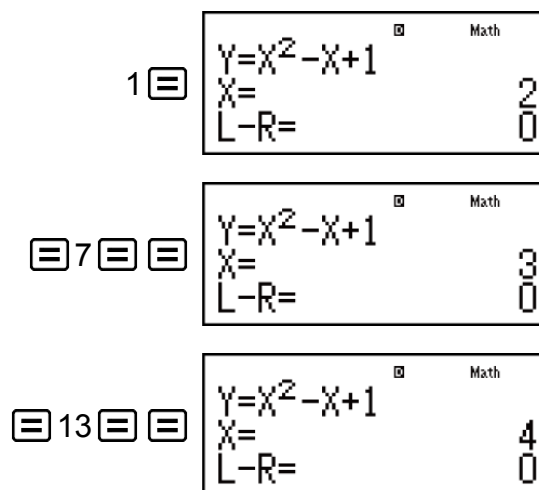 D Math
Y=X²-X+1
1 = X= 2
L-R= 0
D Math
Y=X²-X+1
= 7 = = X= 3
L-R= 0
D Math
Y=X²-X+1
= 13 = = X= 4
L-R= 0